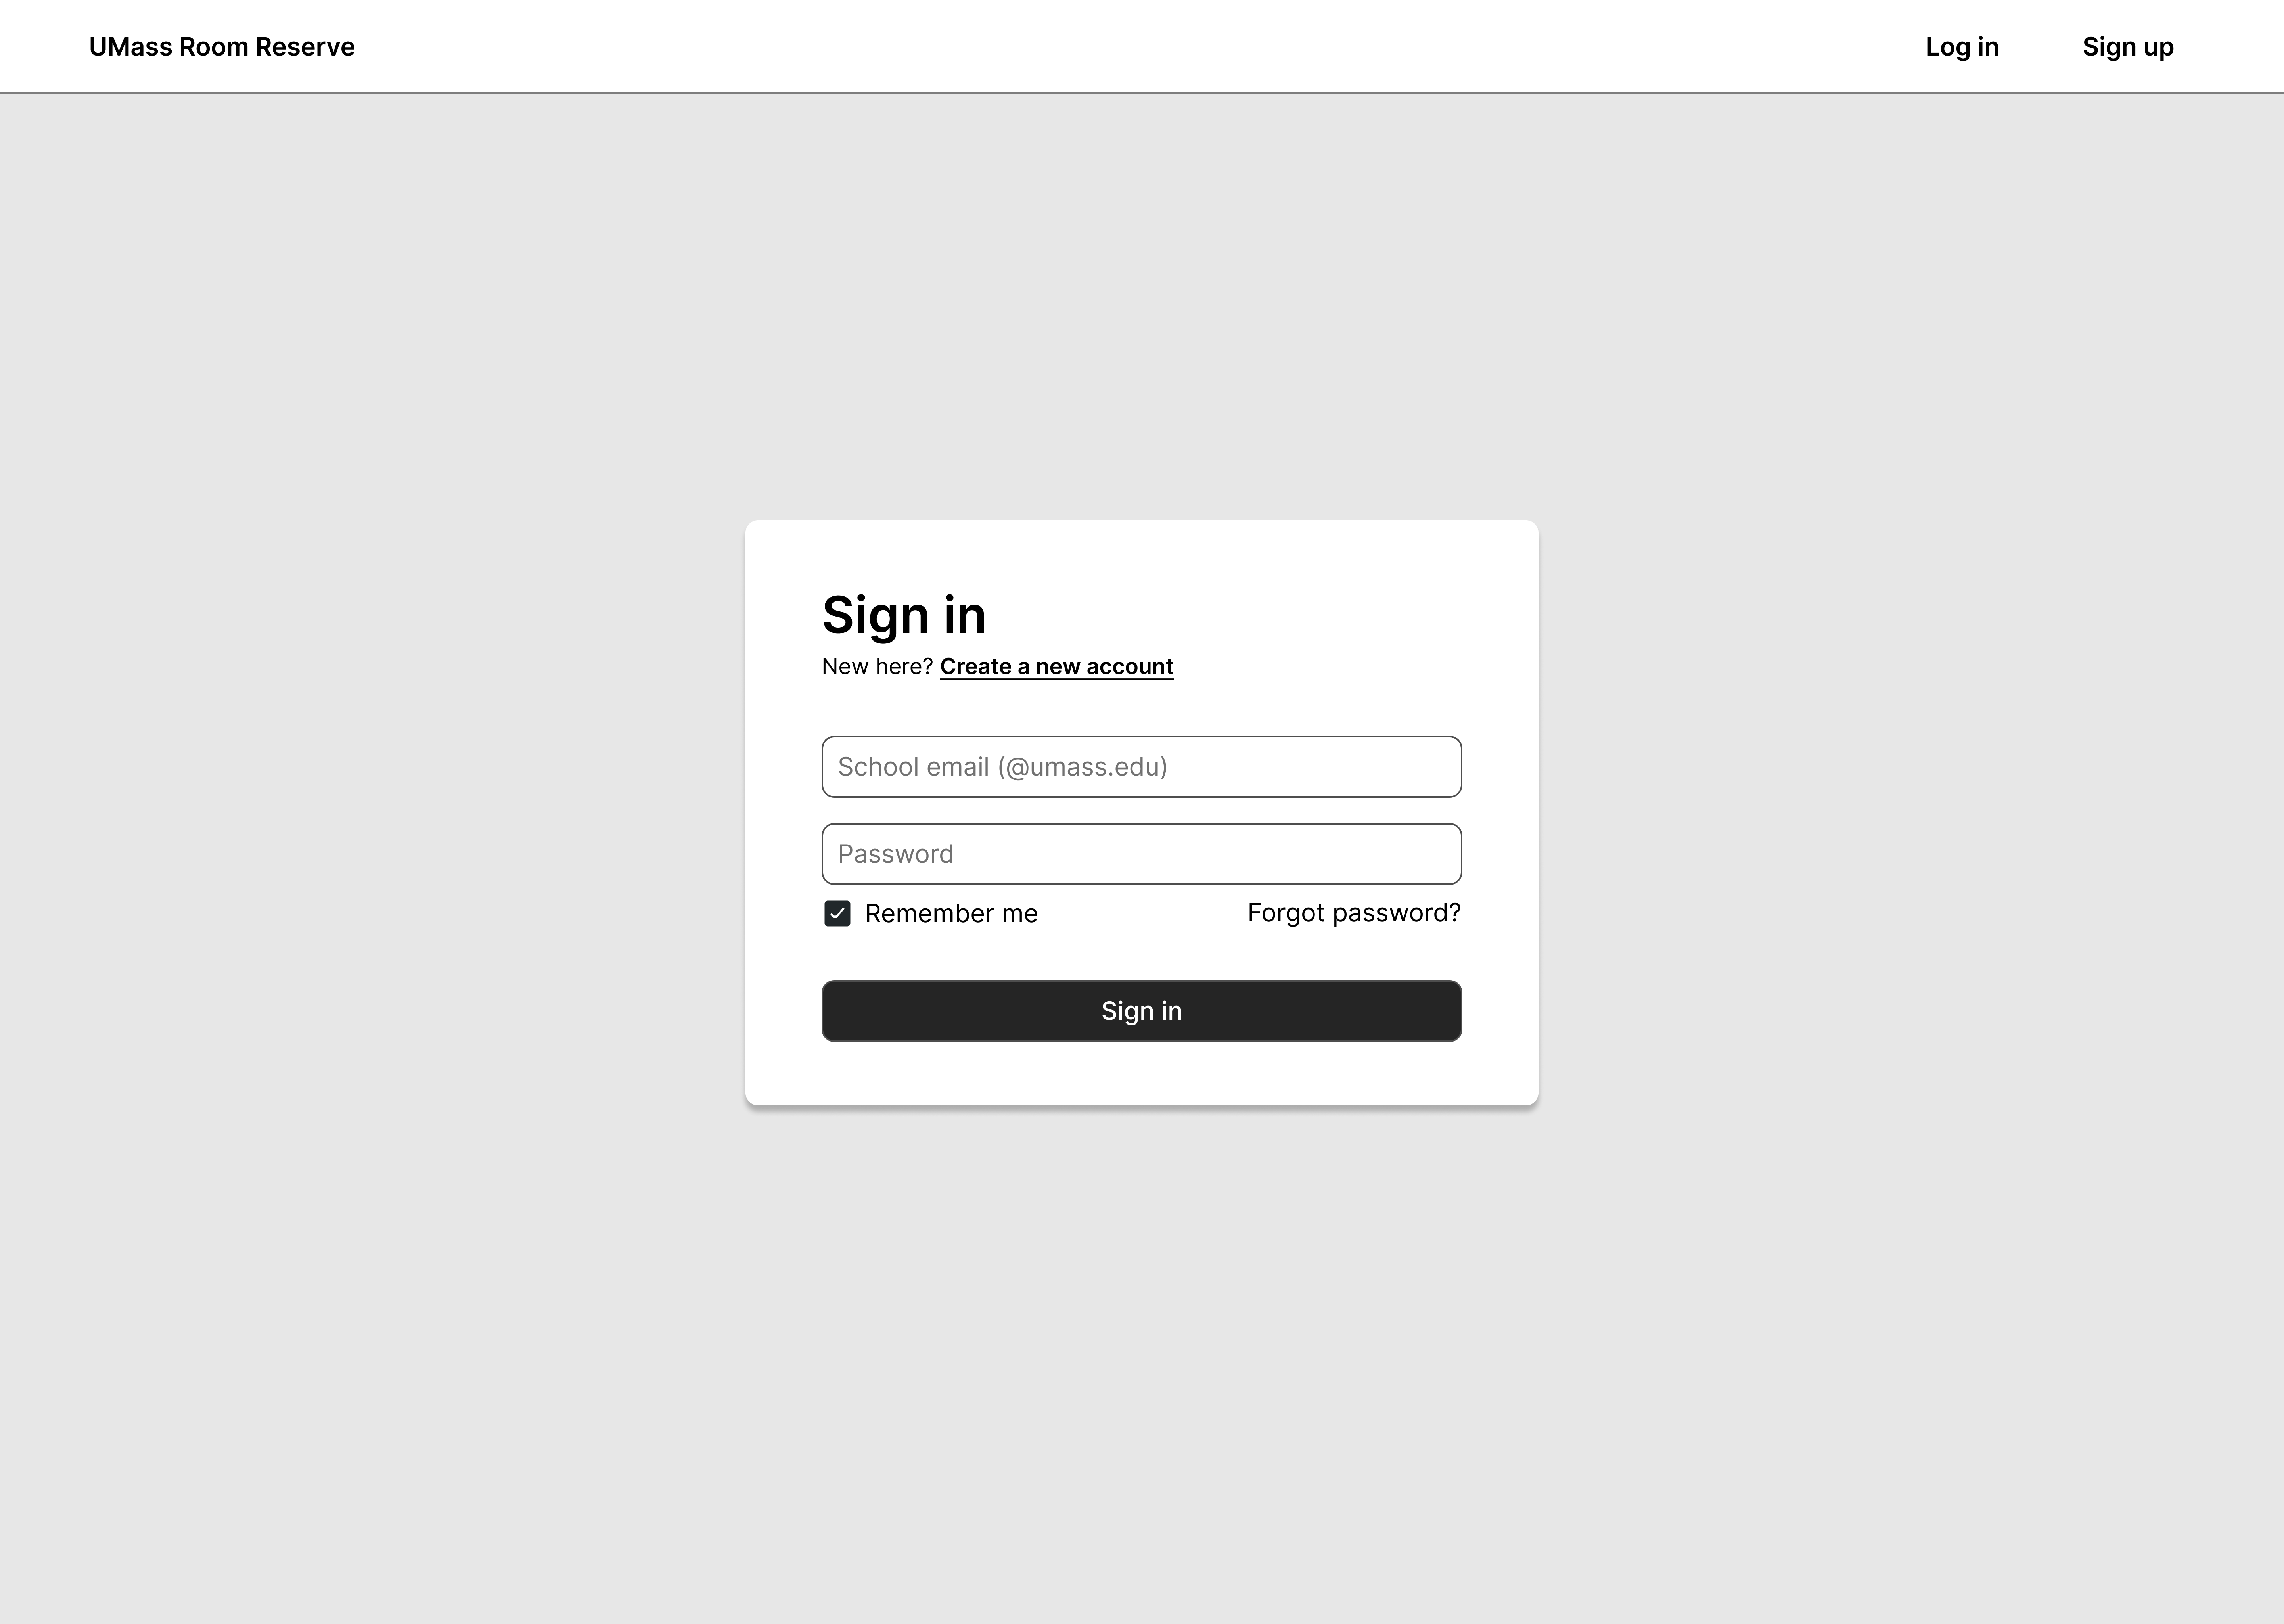 UMass Room Reserve
Log in
Sign up
Sign in
New here? Create a new account
School email (@umass.edu)
Password
Remember me
Forgot password?
Sign in